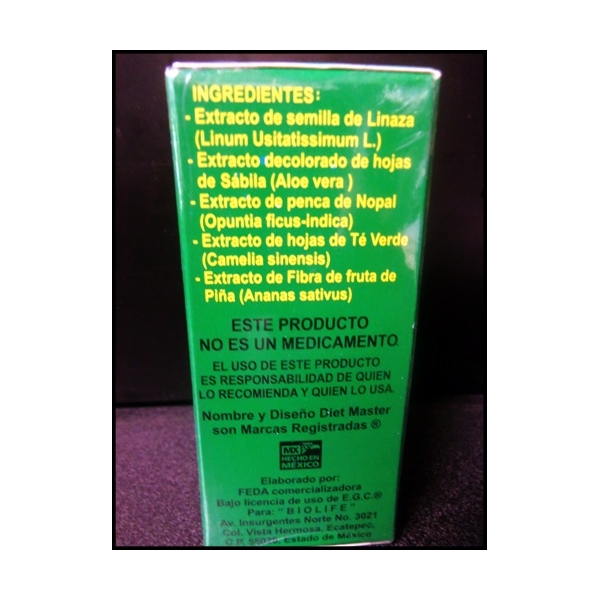 INGREDIENTES:
- Extracto de semilla de Linaza
(Linum Usitatissimum L.)
- Extracto decolorado de hojas
de Sábila (Aloe vera )
- Extracto de penca de Nopal
(Opuntia ficus-indica)
- Extracto de hojas de Té Verde
(Camelia sinensis)
- Extracto de Fibra de fruta de
Piña (Ananas sativus)
ESTE PRODUCTO
NO ES UN MEDICAMENTO.
EL USO DE ESTE PRODUCTO
ES RESPONSABILIDAD DE QUIEN
LO RECOMIENDA Y QUIEN LO USA.
Nombre y Diseño Diet Master
son Marcas Registradas ®
MX
HECHO EN
MÉXICO
Elaborado por:
FEDA comercializadora
Bajo licencia de uso de E.G.C.®
Para: " B I O L I F E "
Av. Insurgentes Norte No. 3021
Col. Vista Hermosa, Ecatepec,
C.P. Estado de México